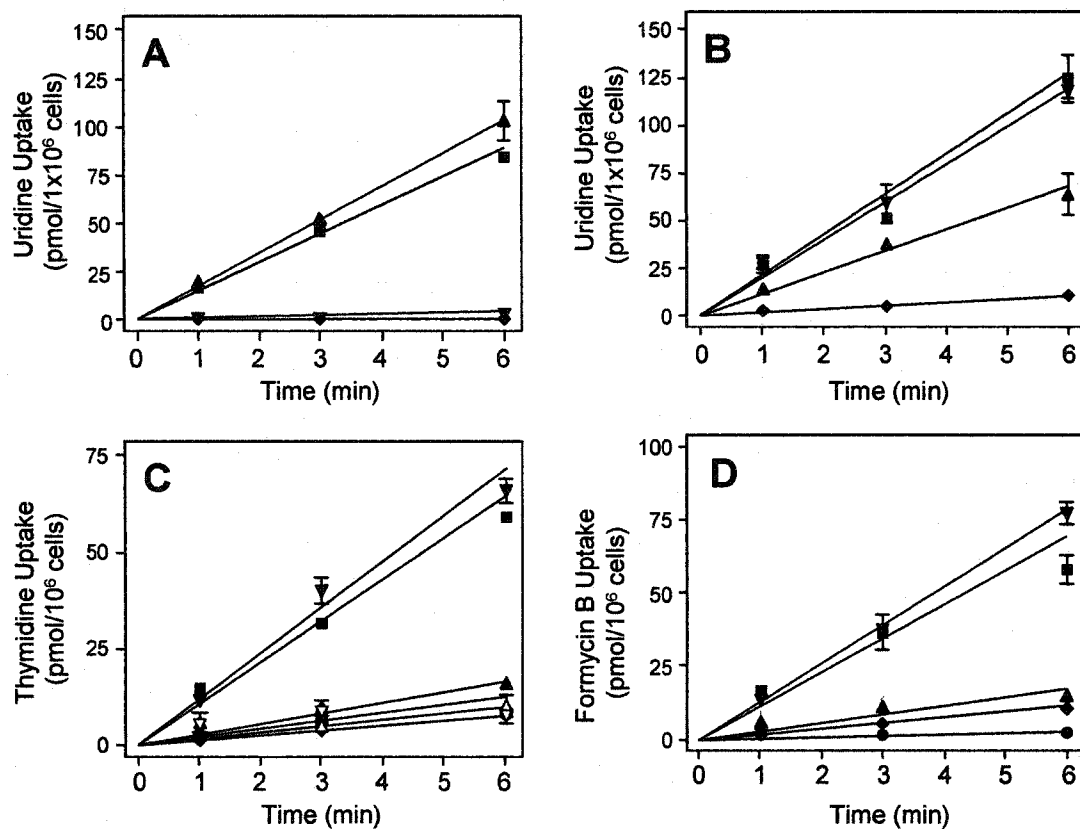 A
150
125
100
75
50
25
0
Uridine Uptake
(pmol/1x10⁶ cells)
0 1 2 3 4 5 6
Time (min)
B
150
125
100
75
50
25
0
Uridine Uptake
(pmol/1x10⁶ cells)
0 1 2 3 4 5 6
Time (min)
C
75
50
25
0
Thymidine Uptake
(pmol/10⁶ cells)
0 1 2 3 4 5 6
Time (min)
D
100
75
50
25
0
Formycin B Uptake
(pmol/10⁶ cells)
0 1 2 3 4 5 6
Time (min)